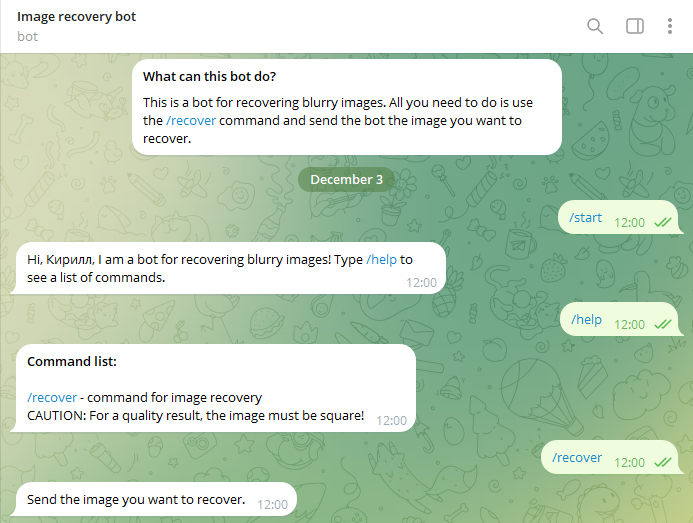 Image recovery bot
bot
What can this bot do?
This is a bot for recovering blurry images. All you need to do is use
the /recover command and send the bot the image you want to
recover.
December 3
/start 12:00
Hi, Кирилл, I am a bot for recovering blurry images! Type /help to
see a list of commands. 12:00
/help 12:00
Command list:
/recover - command for image recovery
CAUTION: For a quality result, the image must be square! 12:00
/recover 12:00
Send the image you want to recover. 12:00